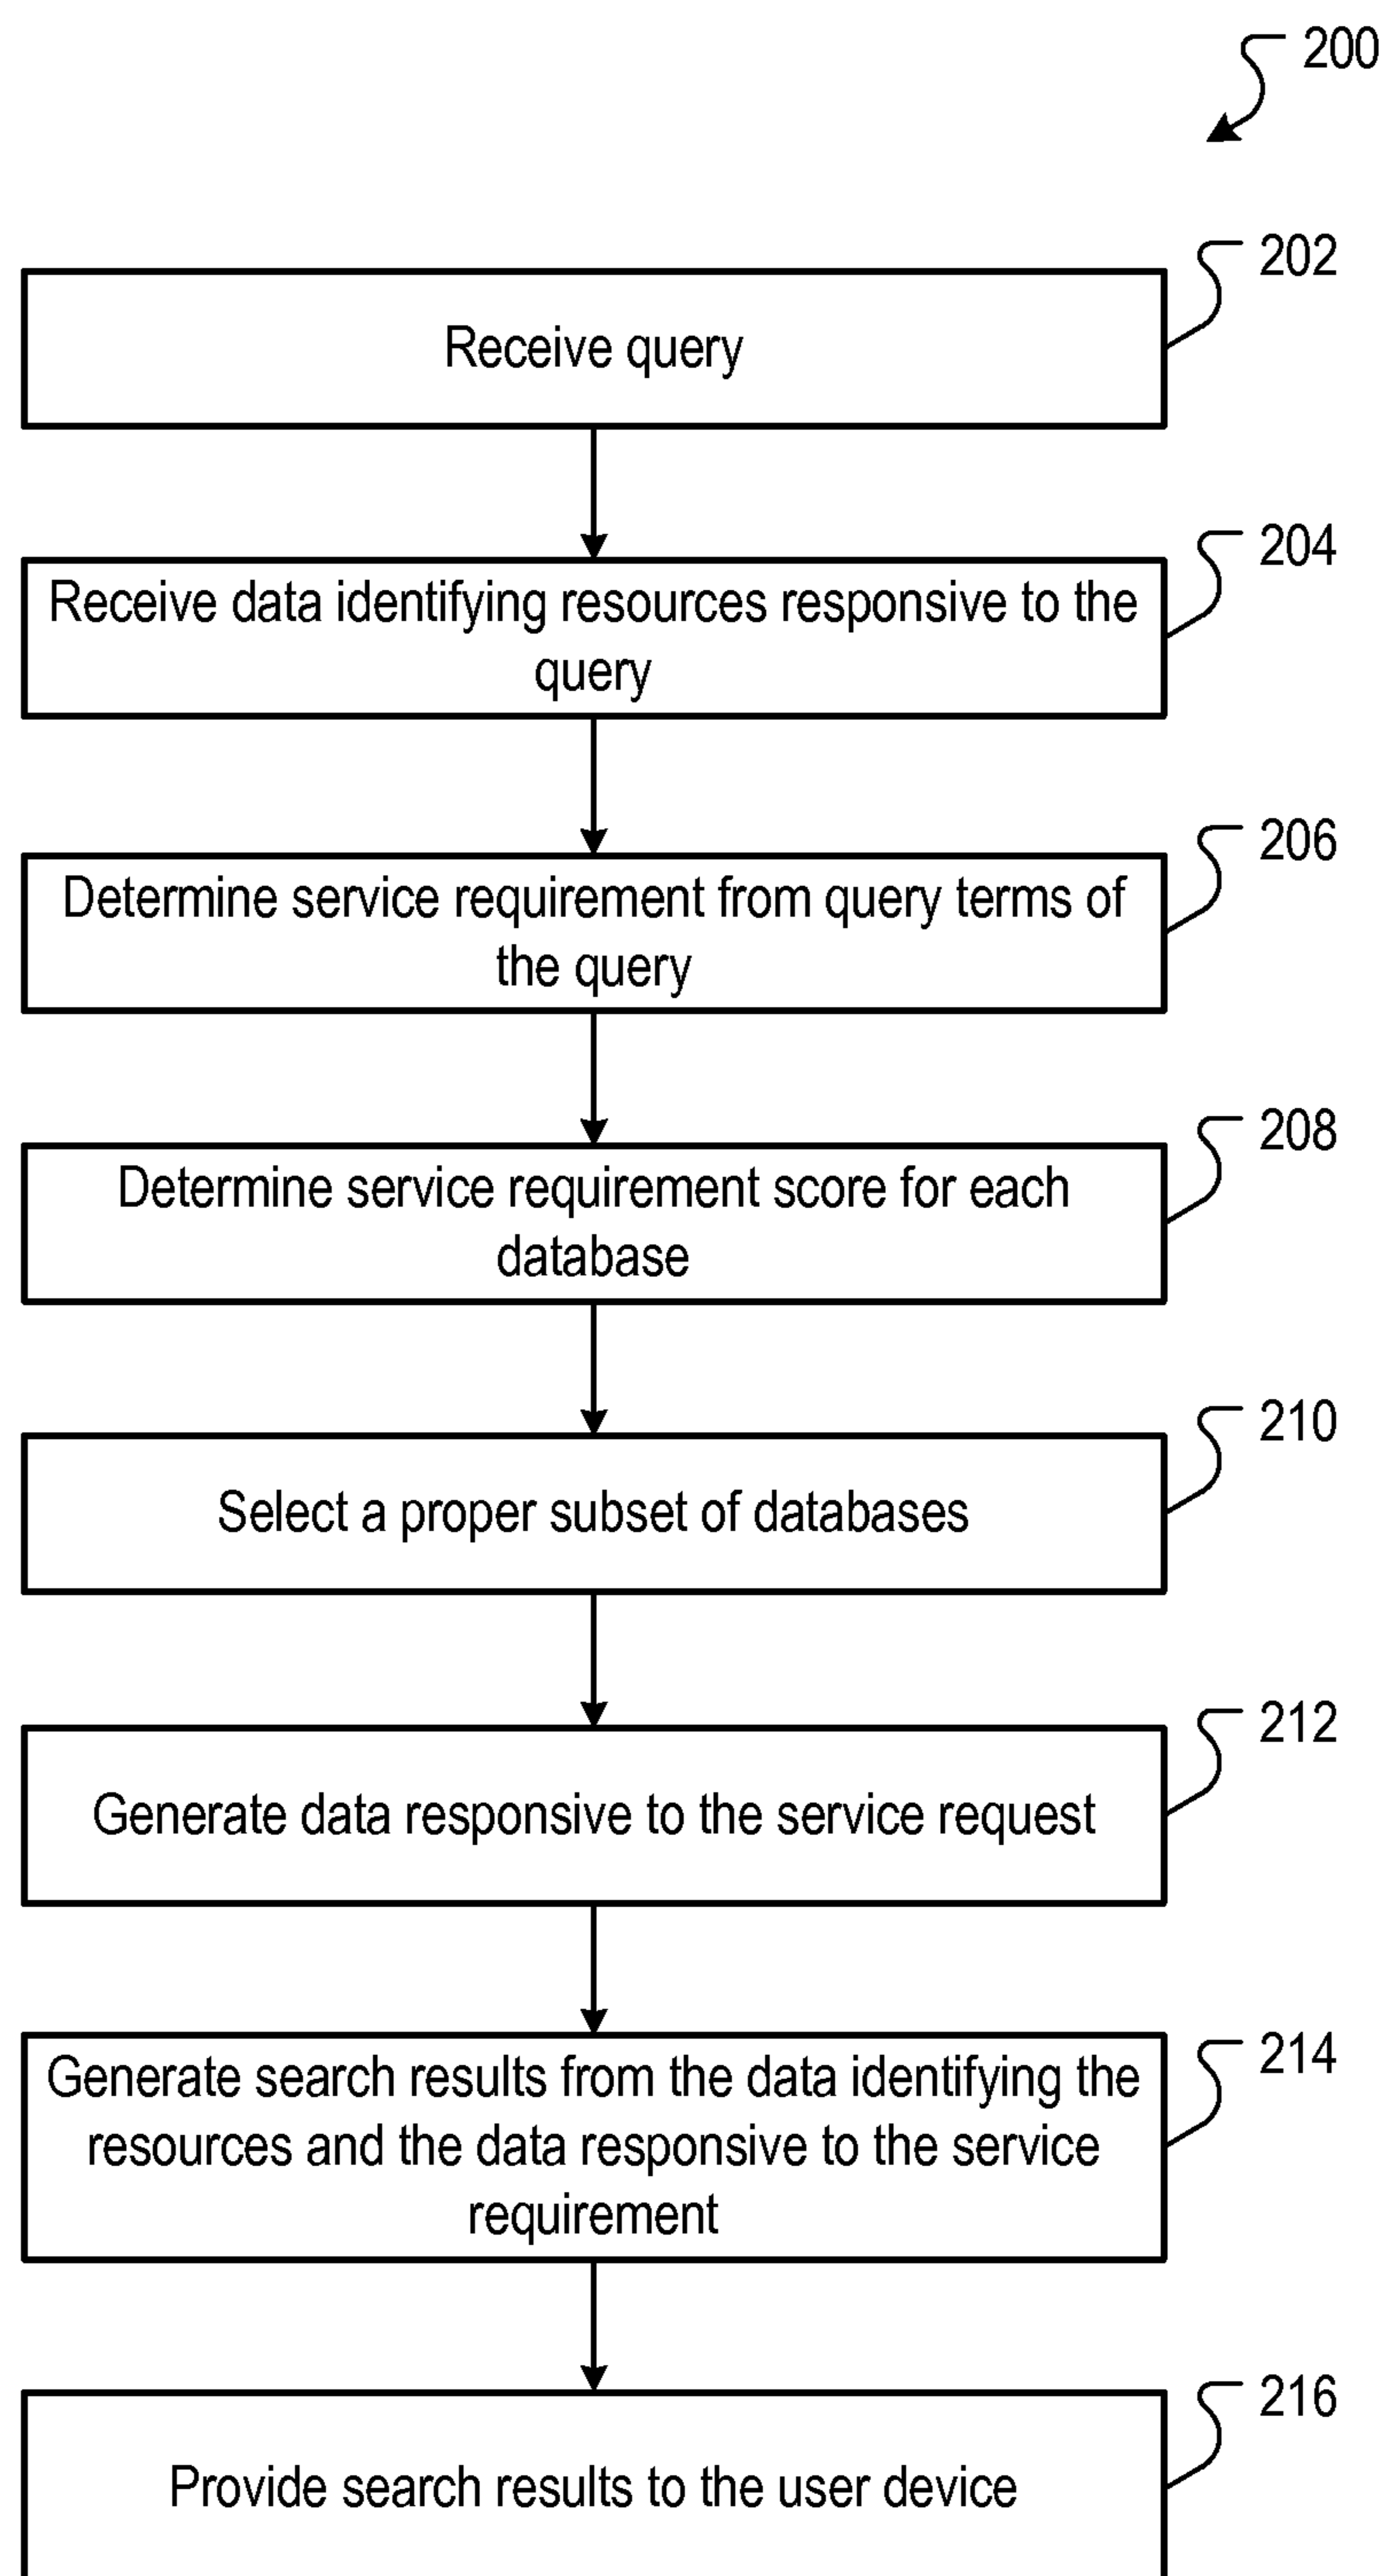 200
202
Receive query
204
Receive data identifying resources responsive to the
query
206
Determine service requirement from query terms of
the query
208
Determine service requirement score for each
database
210
Select a proper subset of databases
212
Generate data responsive to the service request
214
Generate search results from the data identifying the
resources and the data responsive to the service
requirement
216
Provide search results to the user device